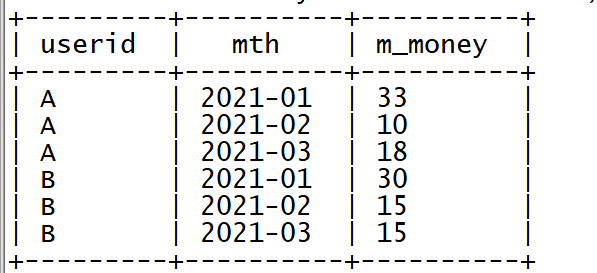 +---------+----------+----------+
| userid | mth | m_money |
+---------+----------+----------+
| A | 2021-01 | 33 |
| A | 2021-02 | 10 |
| A | 2021-03 | 18 |
| B | 2021-01 | 30 |
| B | 2021-02 | 15 |
| B | 2021-03 | 15 |
+---------+----------+----------+